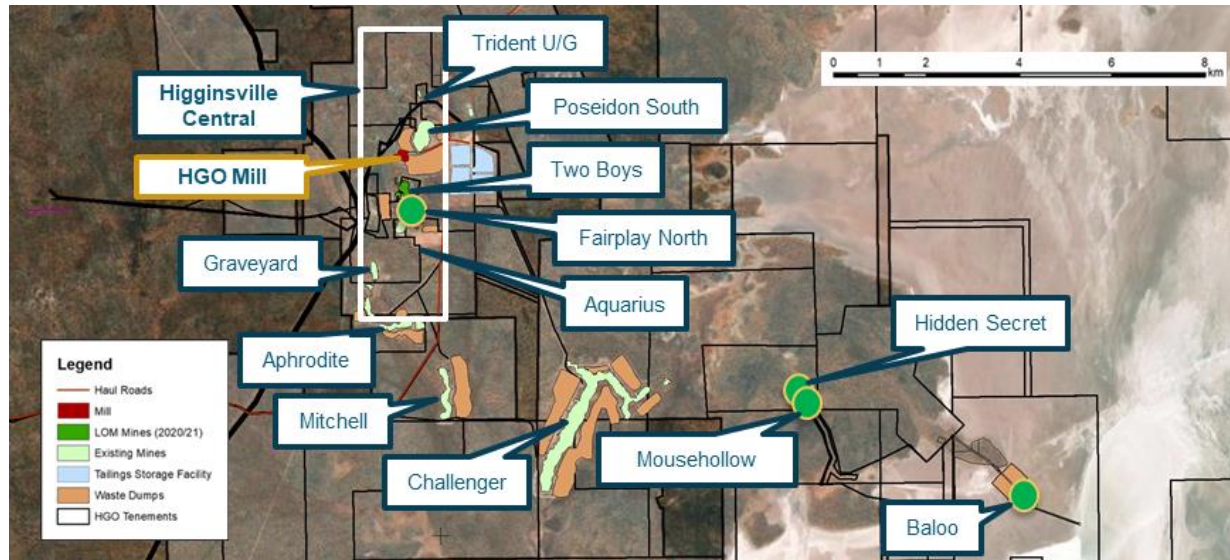 Trident U/G
0 1 2 4 6 8
km
Higginsville
Central
Poseidon South
HGO Mill
Two Boys
Fairplay North
Graveyard
Aquarius
Hidden Secret
Aphrodite
Mitchell
Challenger
Mousehollow
Baloo
Legend
Haul Roads
Mill
LOM Mines (2020/21)
Existing Mines
Tailings Storage Facility
Waste Dumps
HGO Tenements